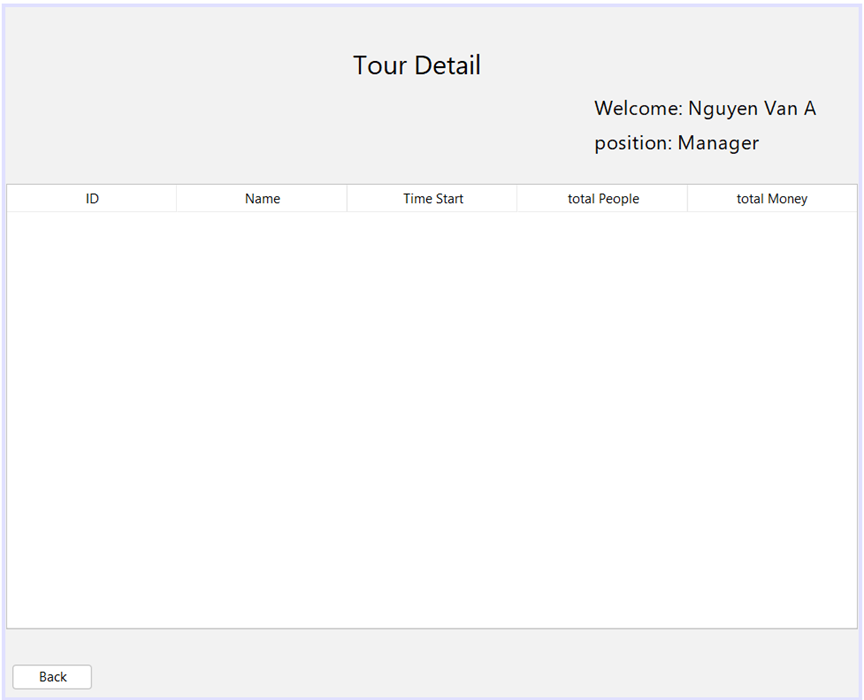 Tour Detail
Welcome: Nguyen Van A
position: Manager
ID Name Time Start total People total Money
Back